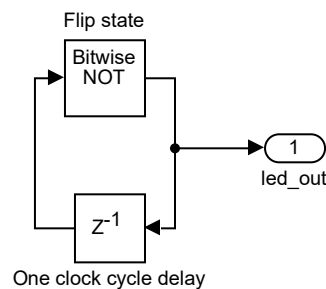 Flip state
Bitwise
NOT
1
led_out
Z-1
One clock cycle delay